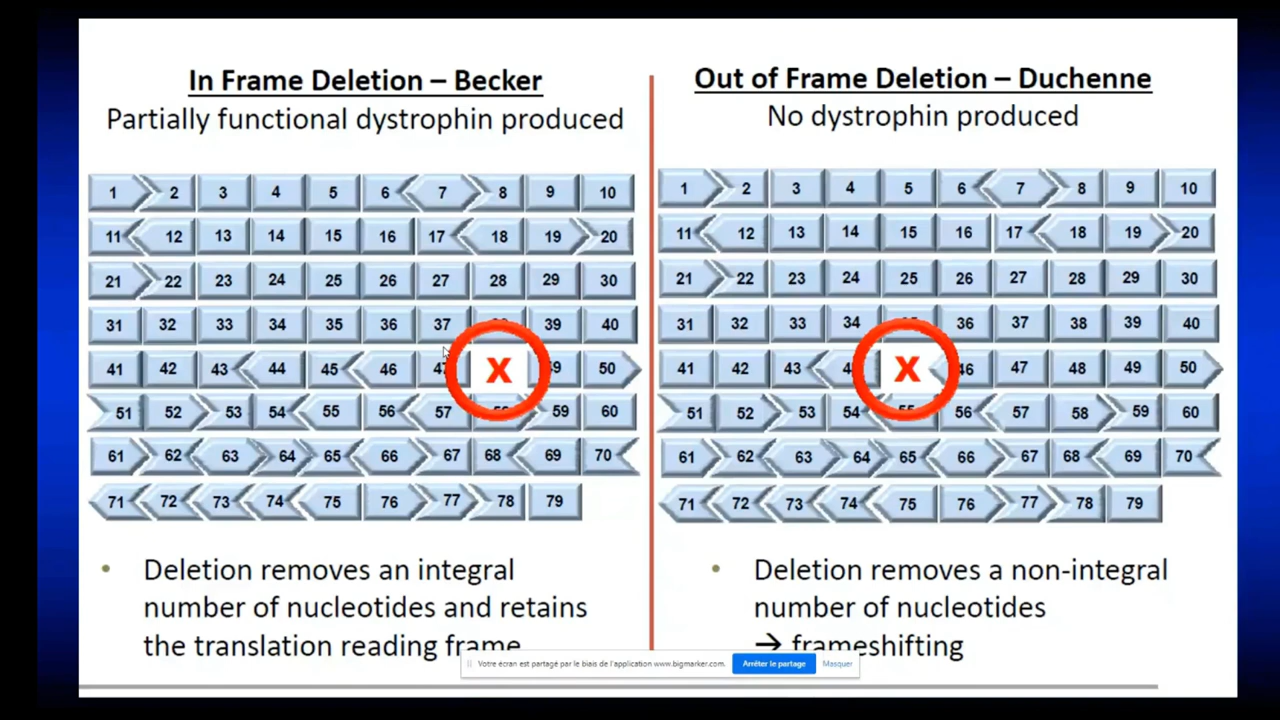 In Frame Deletion – Becker
Partially functional dystrophin produced
1 2 3 4 5 6 7 8 9 10
11 12 13 14 15 16 17 18 19 20
21 22 23 24 25 26 27 28 29 30
31 32 33 34 35 36 37 39 40
41 42 43 44 45 46 47 X 50
51 52 53 54 55 56 57 59 60
61 62 63 64 65 66 67 68 69 70
71 72 73 74 75 76 77 78 79
• Deletion removes an integral
number of nucleotides and retains
the translation reading frame
Out of Frame Deletion – Duchenne
No dystrophin produced
1 2 3 4 5 6 7 8 9 10
11 12 13 14 15 16 17 18 19 20
21 22 23 24 25 26 27 28 29 30
31 32 33 34 36 37 38 39 40
41 42 43 X 46 47 48 49 50
51 52 53 54 55 56 57 58 59 60
61 62 63 64 65 66 67 68 69 70
71 72 73 74 75 76 77 78 79
• Deletion removes a non-integral
number of nucleotides
→ frameshifting
Votre écran est partagé par le biais de l'application www.bigmarker.com. Arrêter le partage Masquer